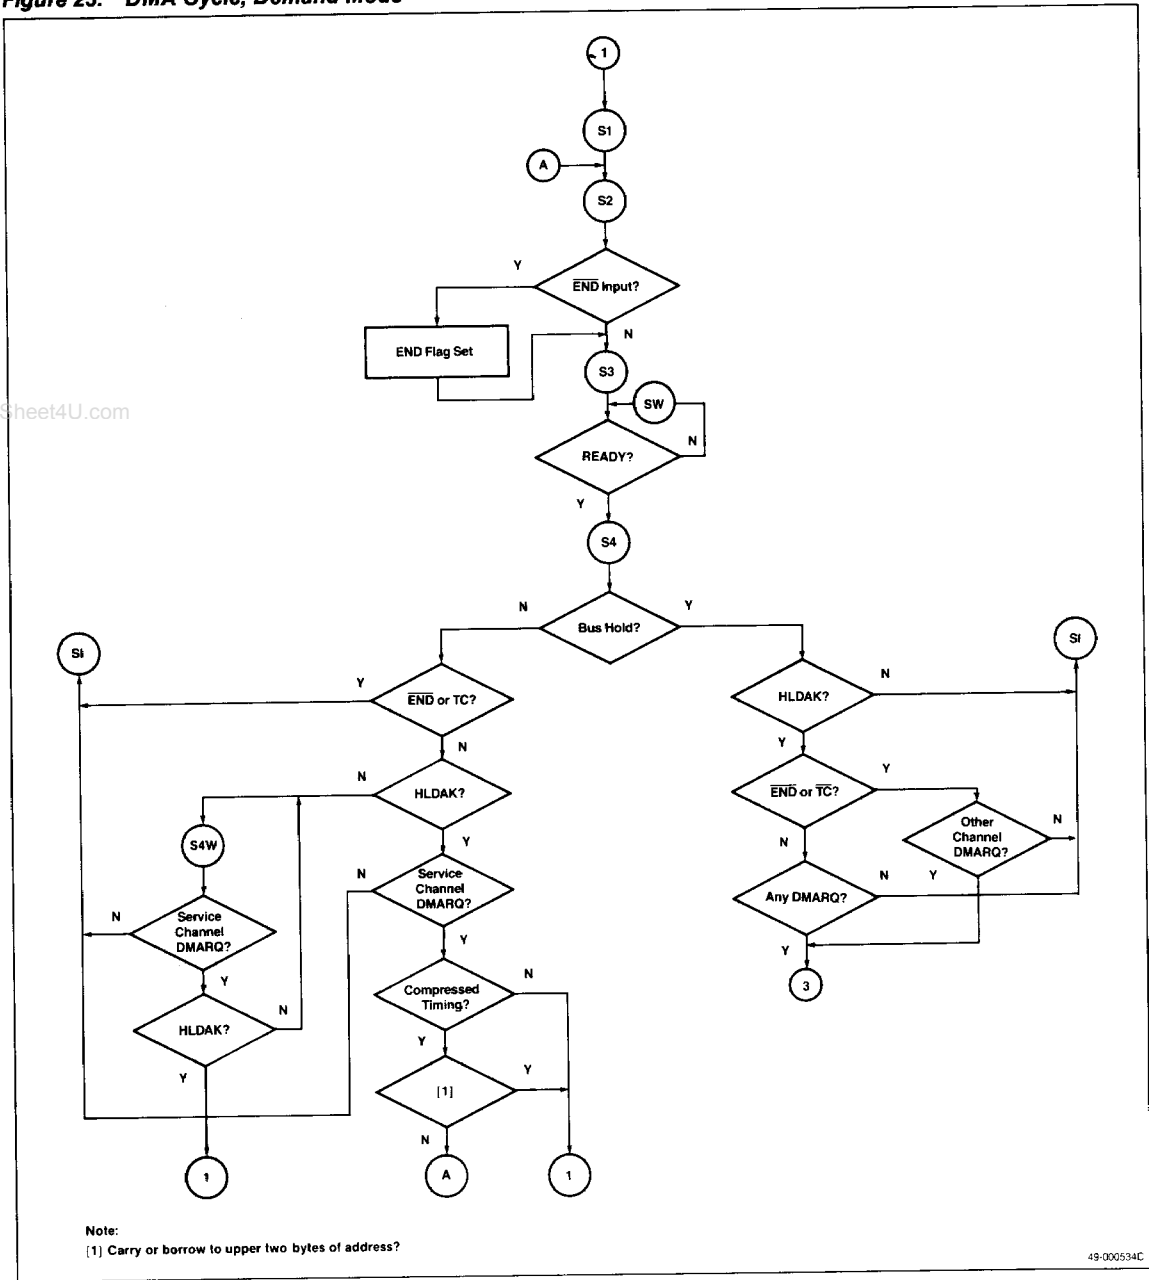 Figure 25. DMA Cycle, Demand Mode
1
S1
A
S2
Y
END Input?
N
END Flag Set
S3
SW
Sheet4U.com
N
READY?
Y
S4
N
Y
Bus Hold?
SI
SI
Y
END or TC?
N
HLDAK?
N
Y
N
HLDAK?
END or TC?
Y
Other
Channel
DMARQ?
N
S4W
Y
N
N
Service
Channel
DMARQ?
Any DMARQ?
N
Y
N
Service
Channel
DMARQ?
Y
Y
Y
Compressed
Timing?
N
3
HLDAK?
N
Y
Y
[1]
Y
N
1
A
1
Note:
[1] Carry or borrow to upper two bytes of address?
49-000534C